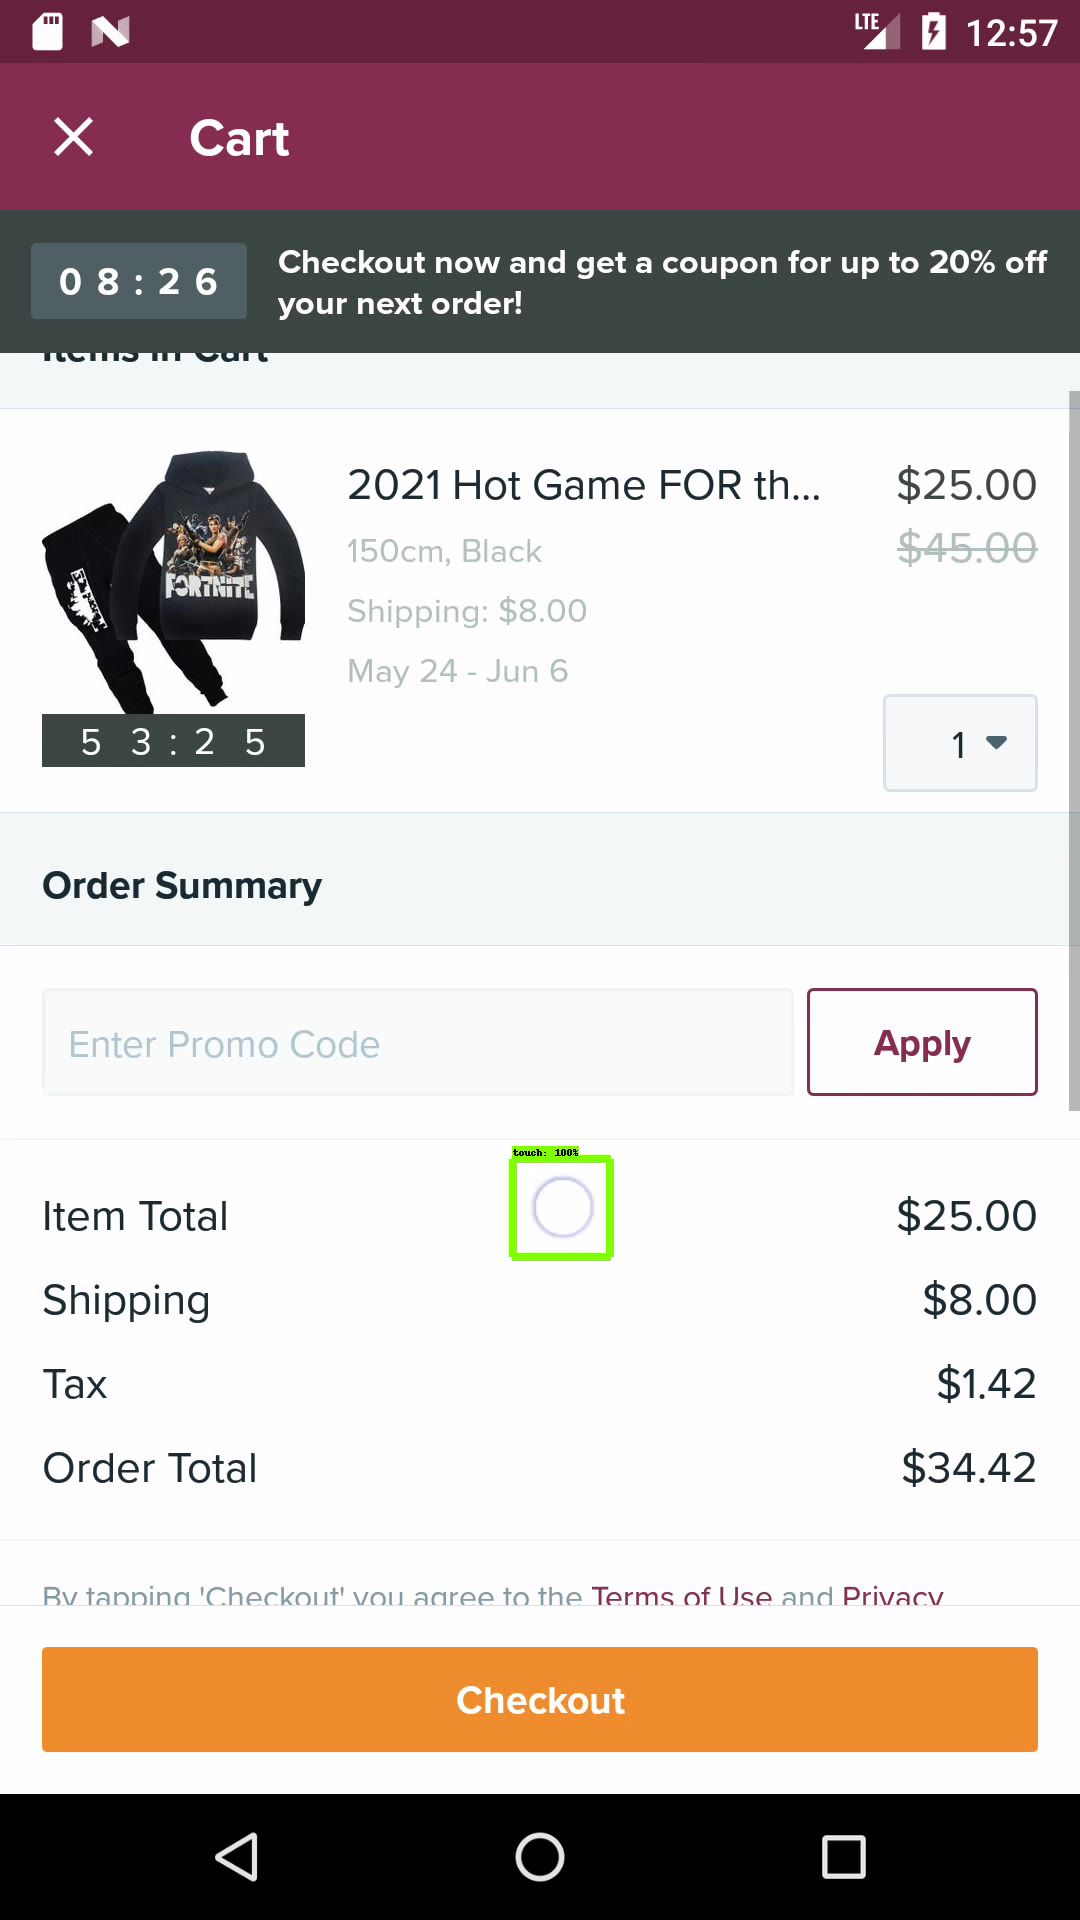 LTE 12:57
Cart
08:26
Checkout now and get a coupon for up to 20% off
your next order!
Items in Cart
2021 Hot Game FOR th... $25.00
150cm, Black $45.00
Shipping: $8.00
May 24 - Jun 6
FORTNITE
53:25
1
Order Summary
Enter Promo Code Apply
touch: 100%
Item Total $25.00
Shipping $8.00
Tax $1.42
Order Total $34.42
By tapping 'Checkout' you agree to the Terms of Use and Privacy
Checkout